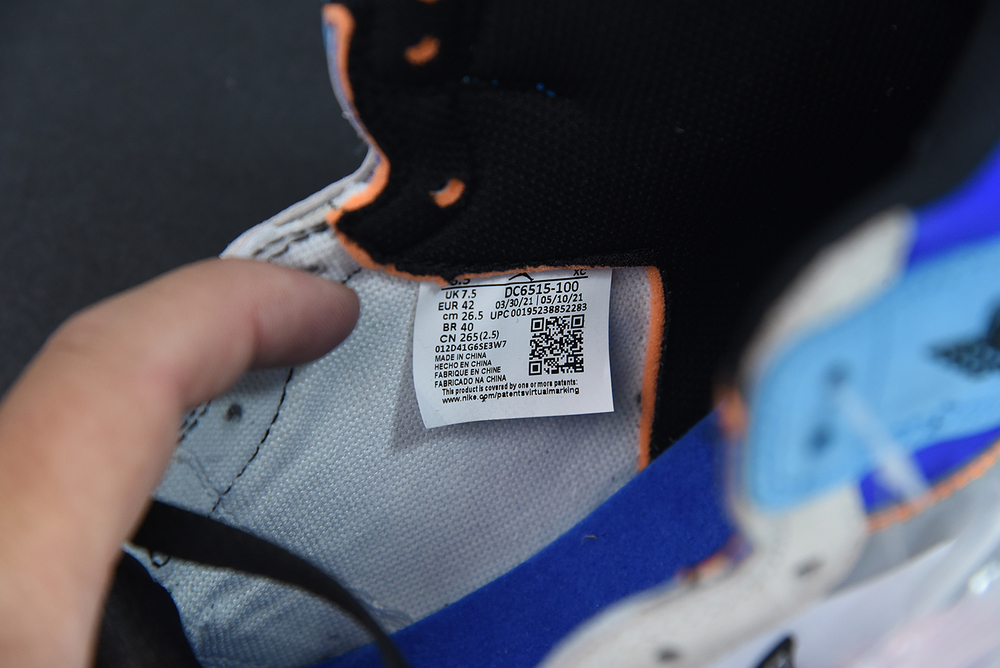 XC
UK 7.5 DC6515-100
EUR 42 03/30/21 | 05/10/21
cm 26.5 UPC 00195238852283
BR 40
CN 265(2.5)
012D41G6SE3W7
MADE IN CHINA
HECHO EN CHINA
FABRIQUE EN CHINE
FABRICADO NA CHINA
This product is covered by one or more patents:
www.nike.com/patentsvirtualmarking